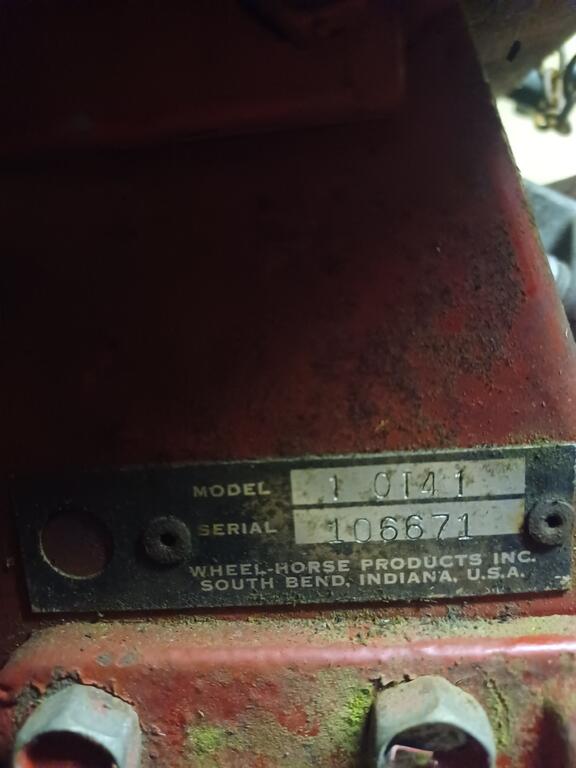 MODEL 1 0141
SERIAL 106671
WHEEL-HORSE PRODUCTS INC.
SOUTH BEND, INDIANA, U.S.A.